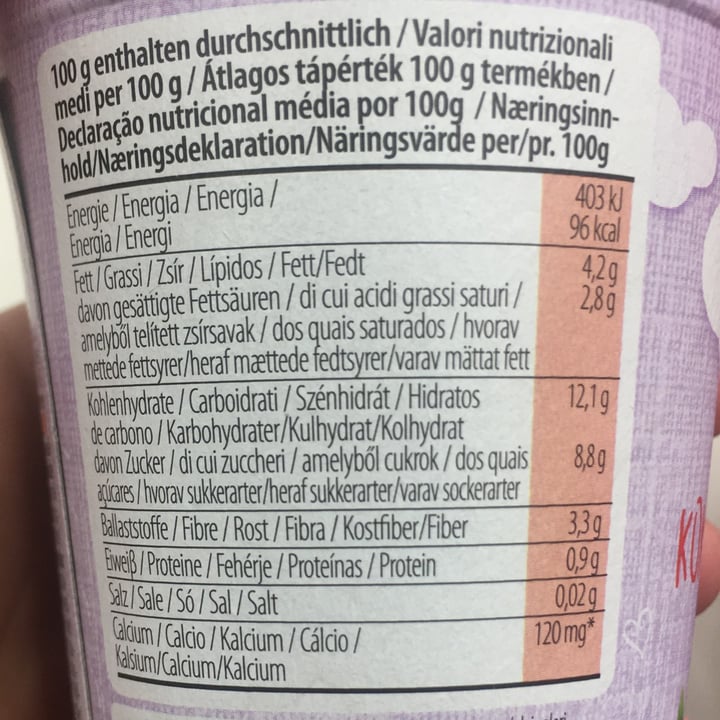 100 g enthalten durchschnittlich / Valori nutrizionali
medi per 100 g / Átlagos tápérték 100 g termékben /
Declaração nutricional média por 100g / Næringsinn-
hold/Næringsdeklaration/Näringsvärde per/pr. 100g
Energie / Energia / Energia / 403 kJ
Energia / Energi 96 kcal
Fett / Grassi / Zsír / Lípidos / Fett/Fedt 4,2 g
davon gesättigte Fettsäuren / di cui acidi grassi saturi / 2,8 g
amelyből telített zsírsavak / dos quais saturados / hvorav
mettede fettsyrer/heraf mættede fedtsyrer/varav mättat fett
Kohlenhydrate / Carboidrati / Szénhidrát / Hidratos 12,1 g
de carbono / Karbohydrater/Kulhydrat/Kolhydrat
davon Zucker / di cui zuccheri / amelyből cukrok / dos quais 8,8 g
açúcares / hvorav sukkerarter/heraf sukkerarter/varav sockerarter
Ballaststoffe / Fibre / Rost / Fibra / Kostfiber/Fiber 3,3 g
Eiweiß / Proteine / Fehérje / Proteínas / Protein 0,9 g
Salz / Sale / Só / Sal / Salt 0,02 g
Calcium / Calcio / Kalcium / Cálcio / 120 mg*
Kalsium/Calcium/Kalcium